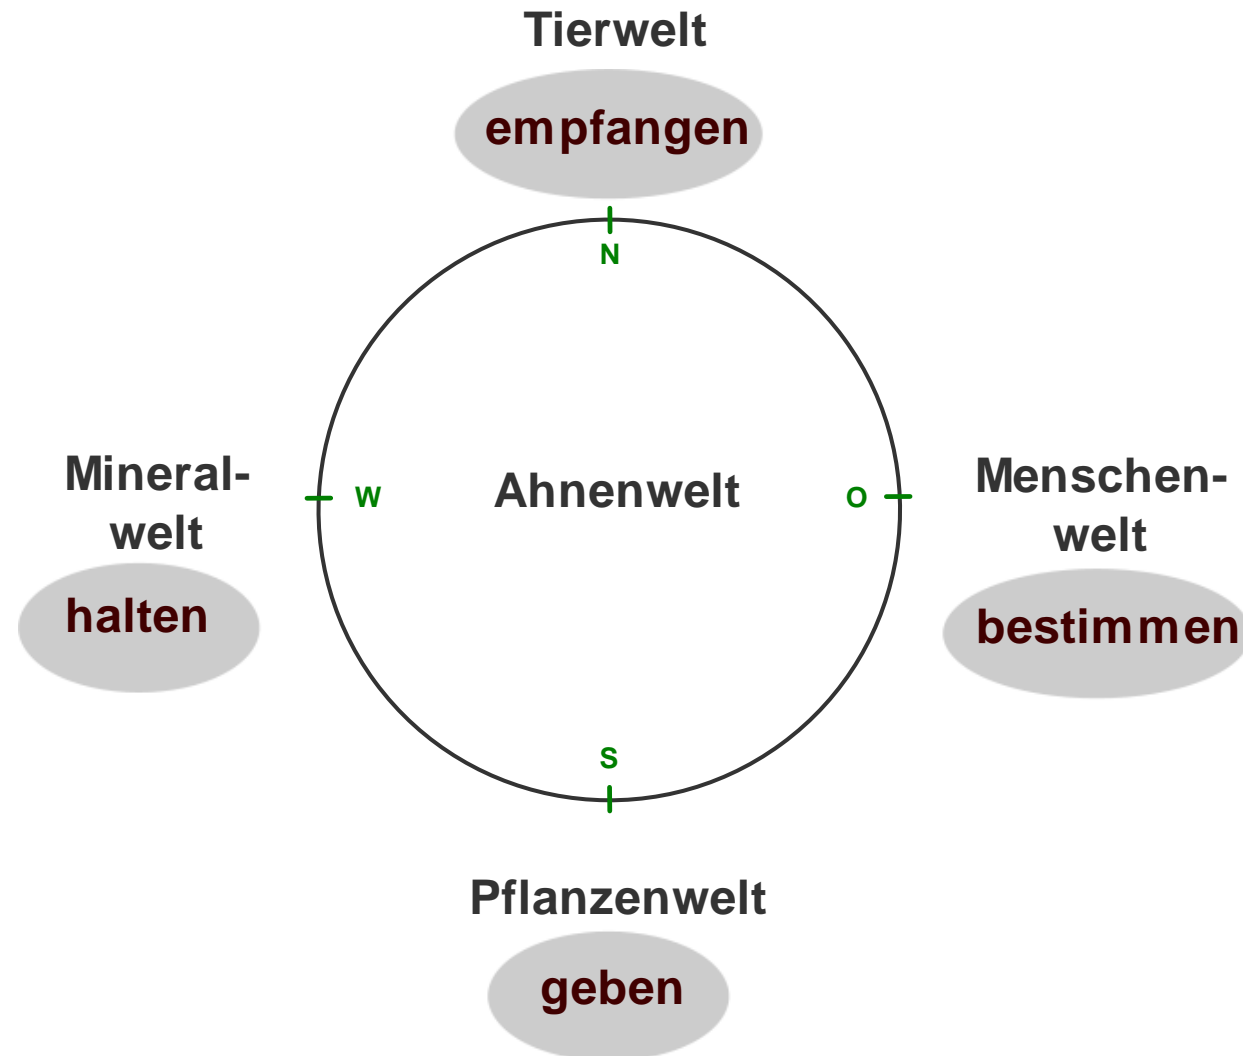 Tierwelt
empfangen
N
Mineral-
welt
halten
W
Ahnenwelt
O
Menschen-
welt
bestimmen
S
Pflanzenwelt
geben